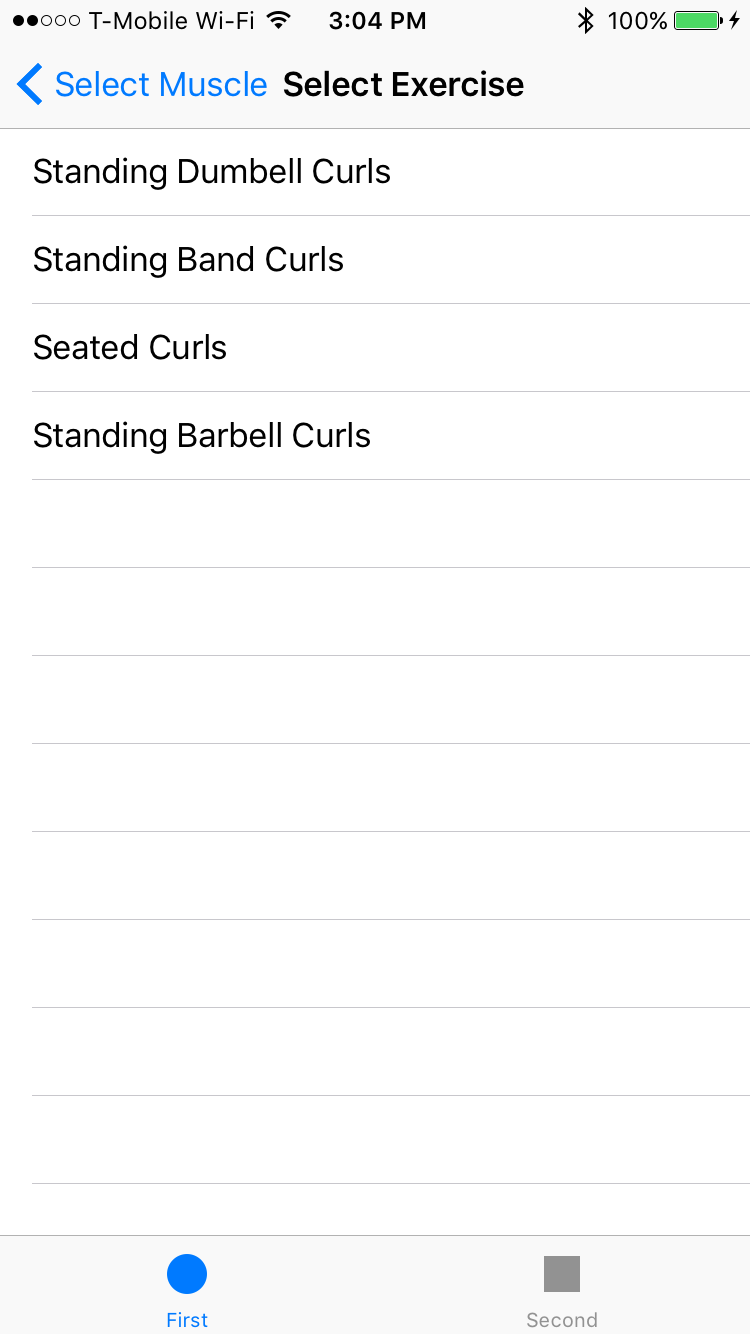 T-Mobile Wi-Fi 3:04 PM 100%
Select Muscle Select Exercise
Standing Dumbell Curls
Standing Band Curls
Seated Curls
Standing Barbell Curls
First Second